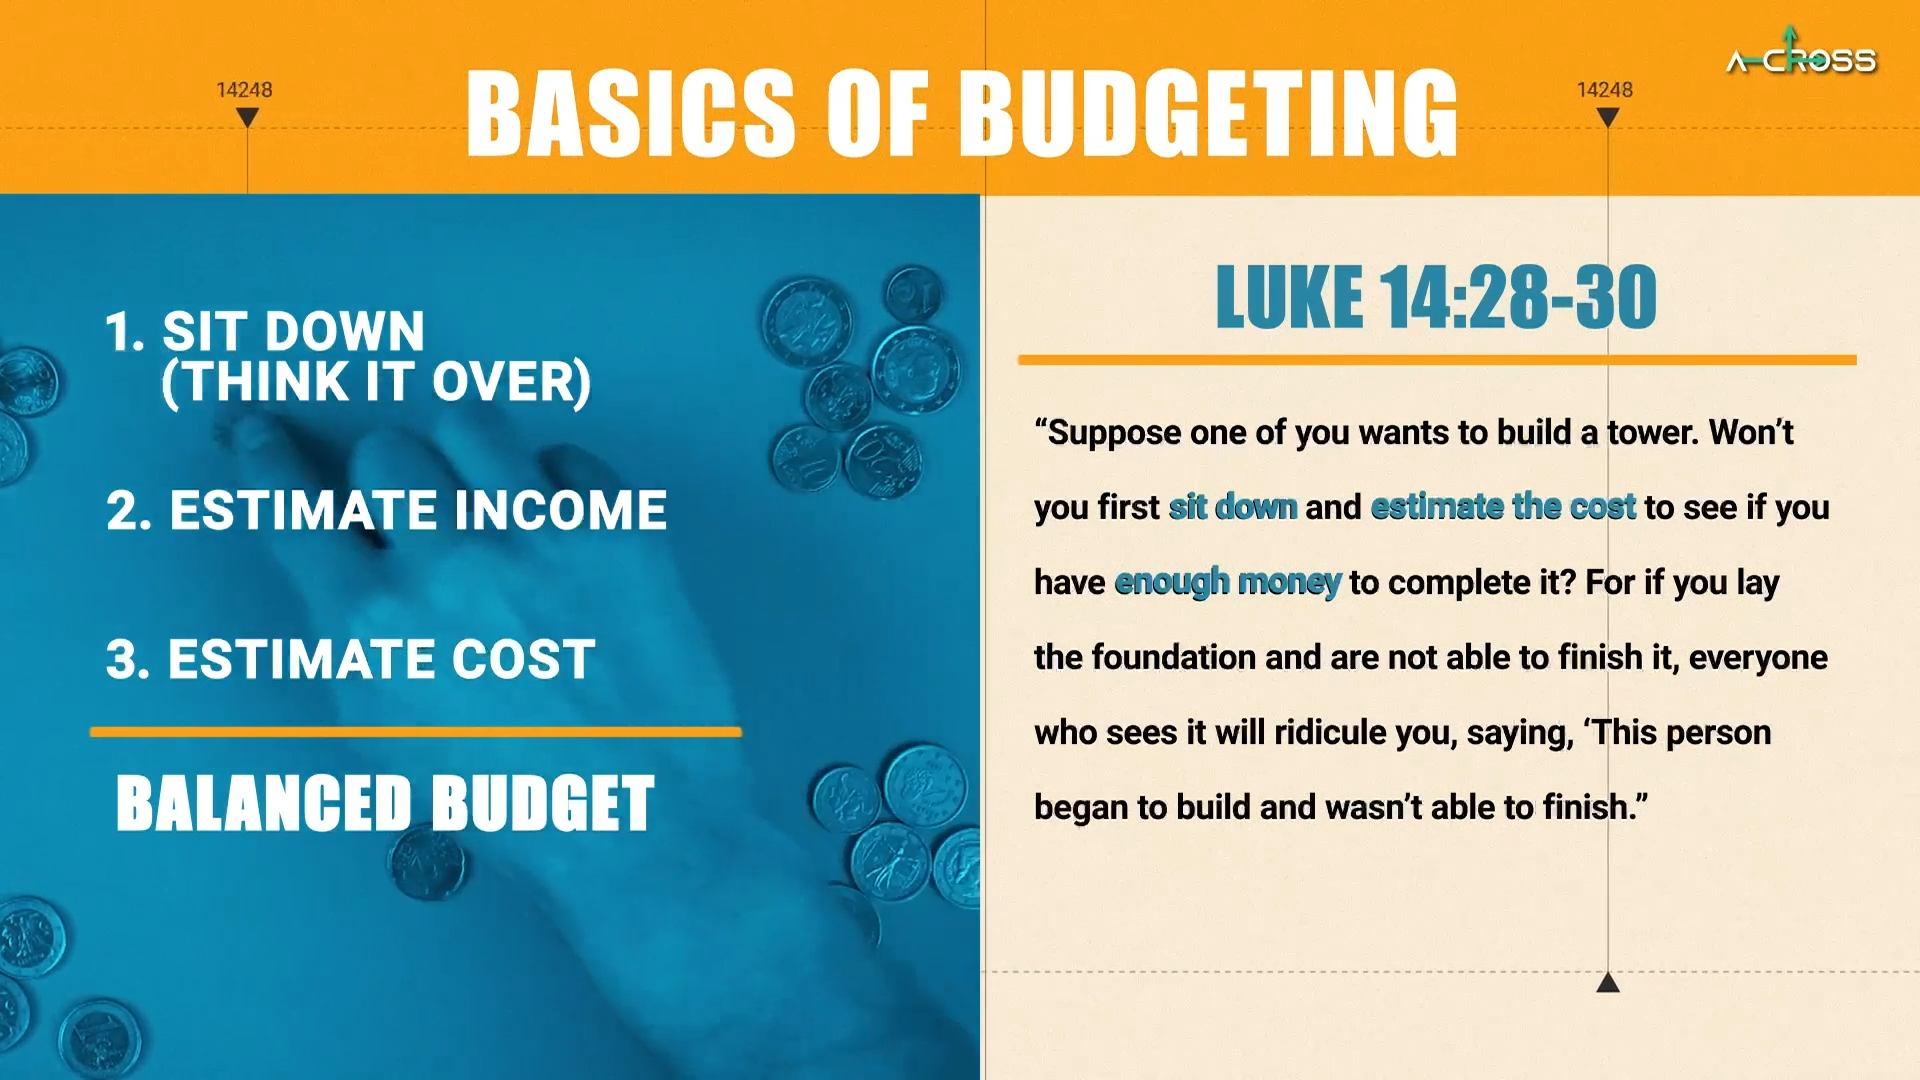 A-CROSS
14248
14248
BASICS OF BUDGETING
1. SIT DOWN
(THINK IT OVER)
2. ESTIMATE INCOME
3. ESTIMATE COST
BALANCED BUDGET
LUKE 14:28-30
“Suppose one of you wants to build a tower. Won’t
you first sit down and estimate the cost to see if you
have enough money to complete it? For if you lay
the foundation and are not able to finish it, everyone
who sees it will ridicule you, saying, ‘This person
began to build and wasn’t able to finish.”